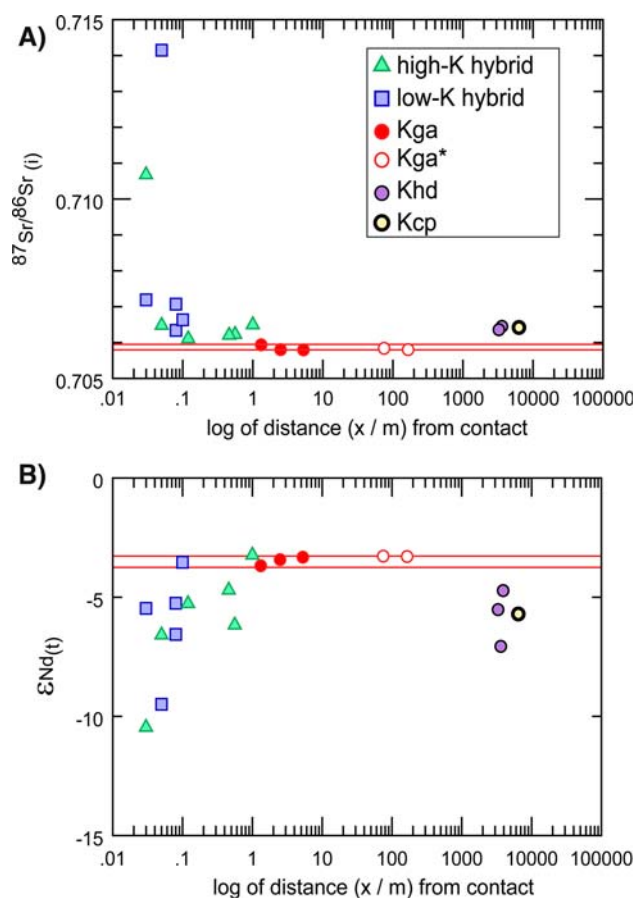 A)
0.715
0.710
0.705
87Sr/86Sr (i)
high-K hybrid
low-K hybrid
Kga
Kga*
Khd
Kcp
.01 .1 1 10 100 1000 10000 100000
log of distance (x / m) from contact
B)
0
-5
-10
-15
εNd(t)
.01 .1 1 10 100 1000 10000 100000
log of distance (x / m) from contact